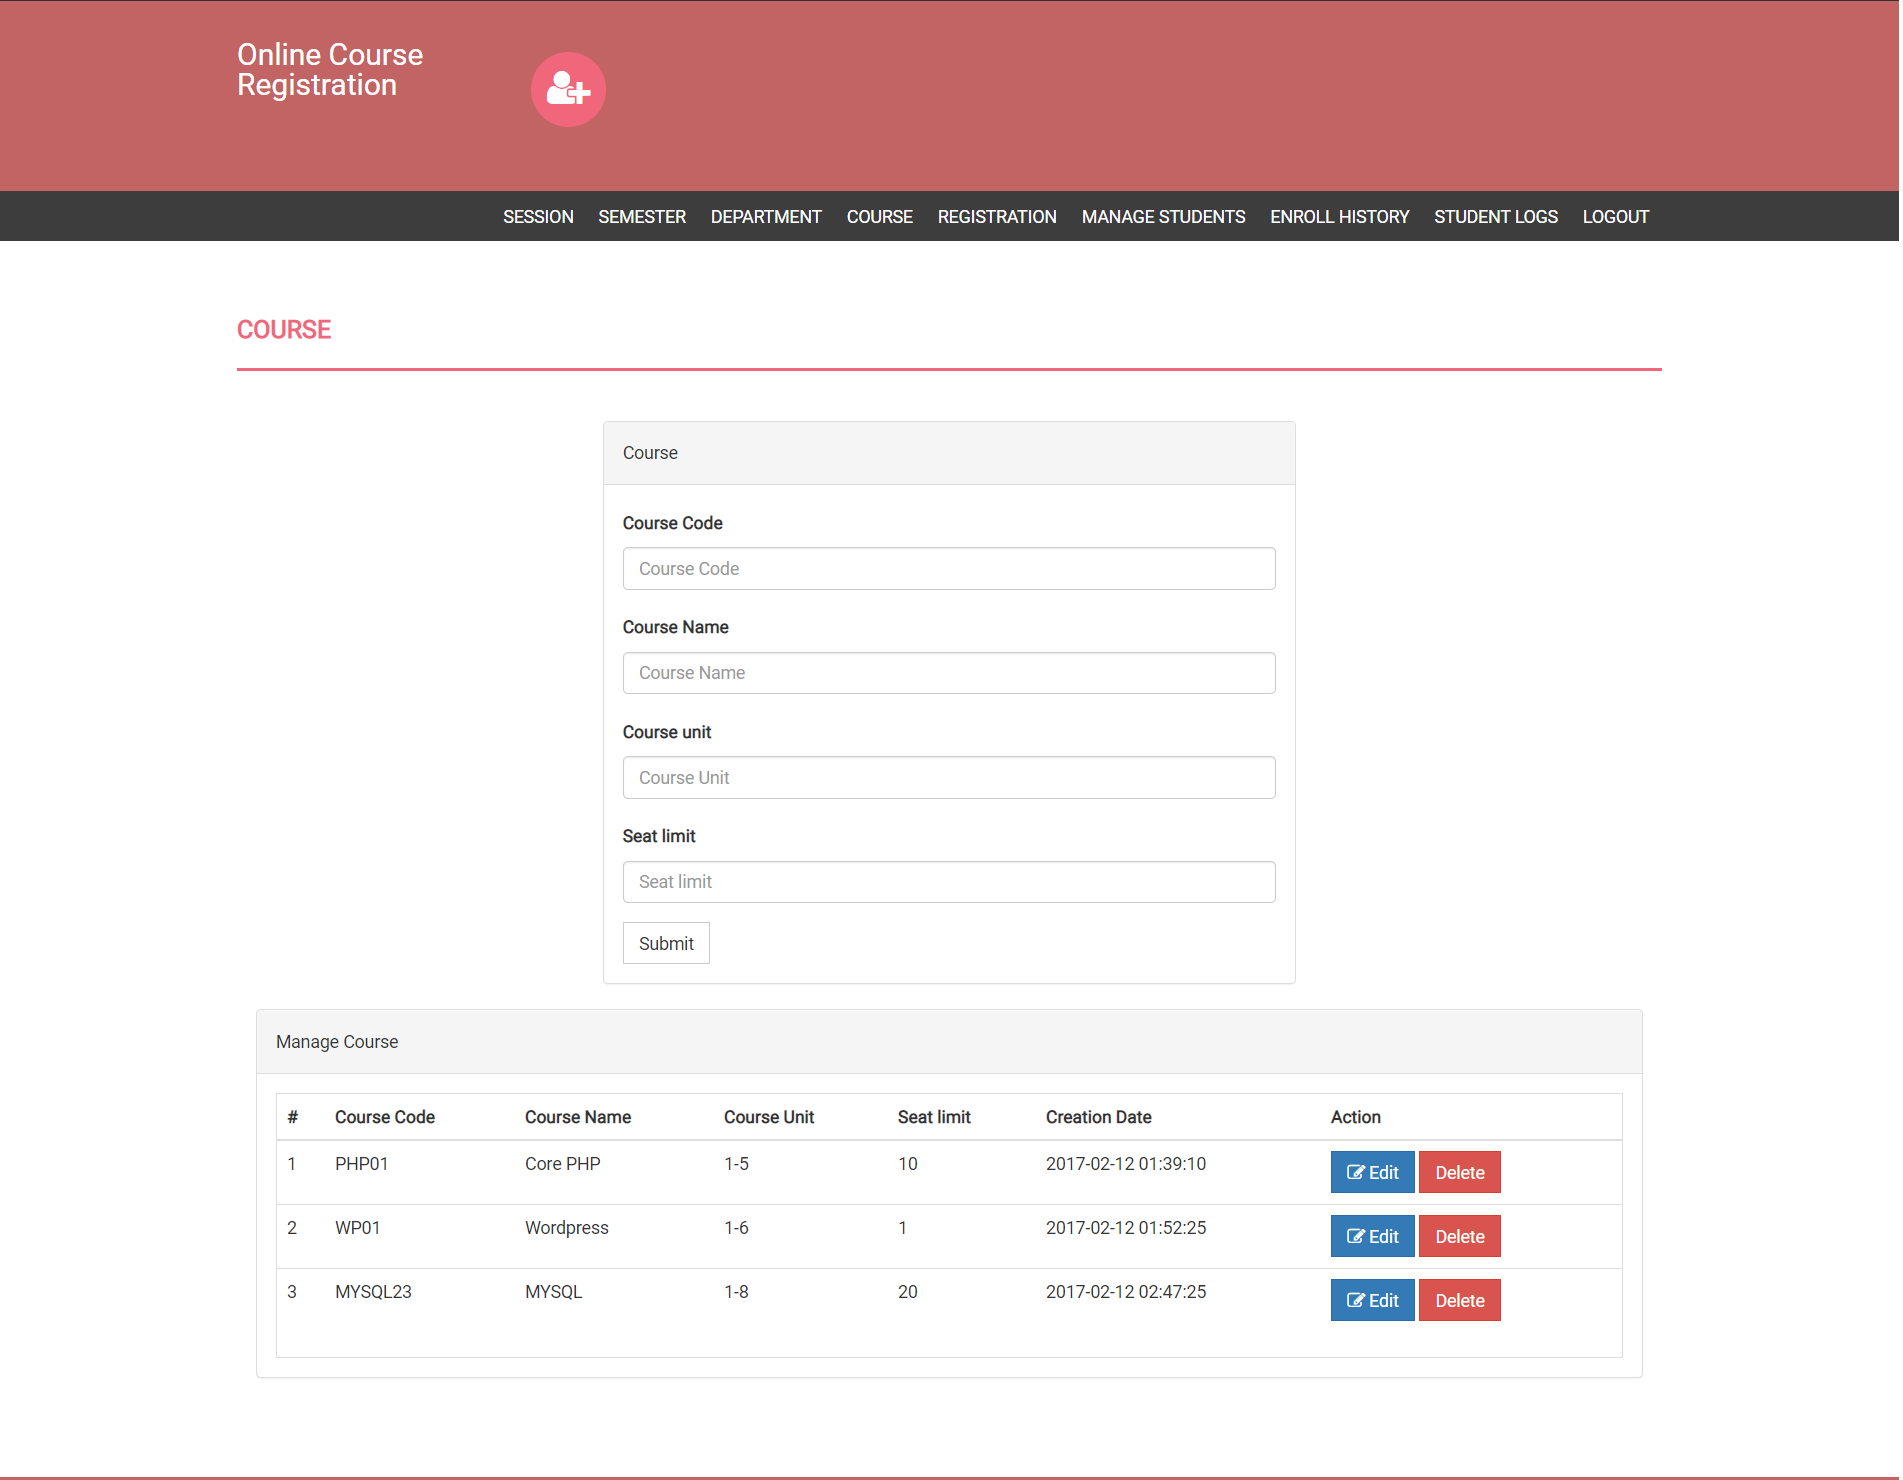 Online Course
Registration
SESSION SEMESTER DEPARTMENT COURSE REGISTRATION MANAGE STUDENTS ENROLL HISTORY STUDENT LOGS LOGOUT
COURSE
Course
Course Code
Course Code
Course Name
Course Name
Course unit
Course Unit
Seat limit
Seat limit
Submit
Manage Course
# Course Code Course Name Course Unit Seat limit Creation Date Action
1 PHP01 Core PHP 1-5 10 2017-02-12 01:39:10 Edit Delete
2 WP01 Wordpress 1-6 1 2017-02-12 01:52:25 Edit Delete
3 MYSQL23 MYSQL 1-8 20 2017-02-12 02:47:25 Edit Delete